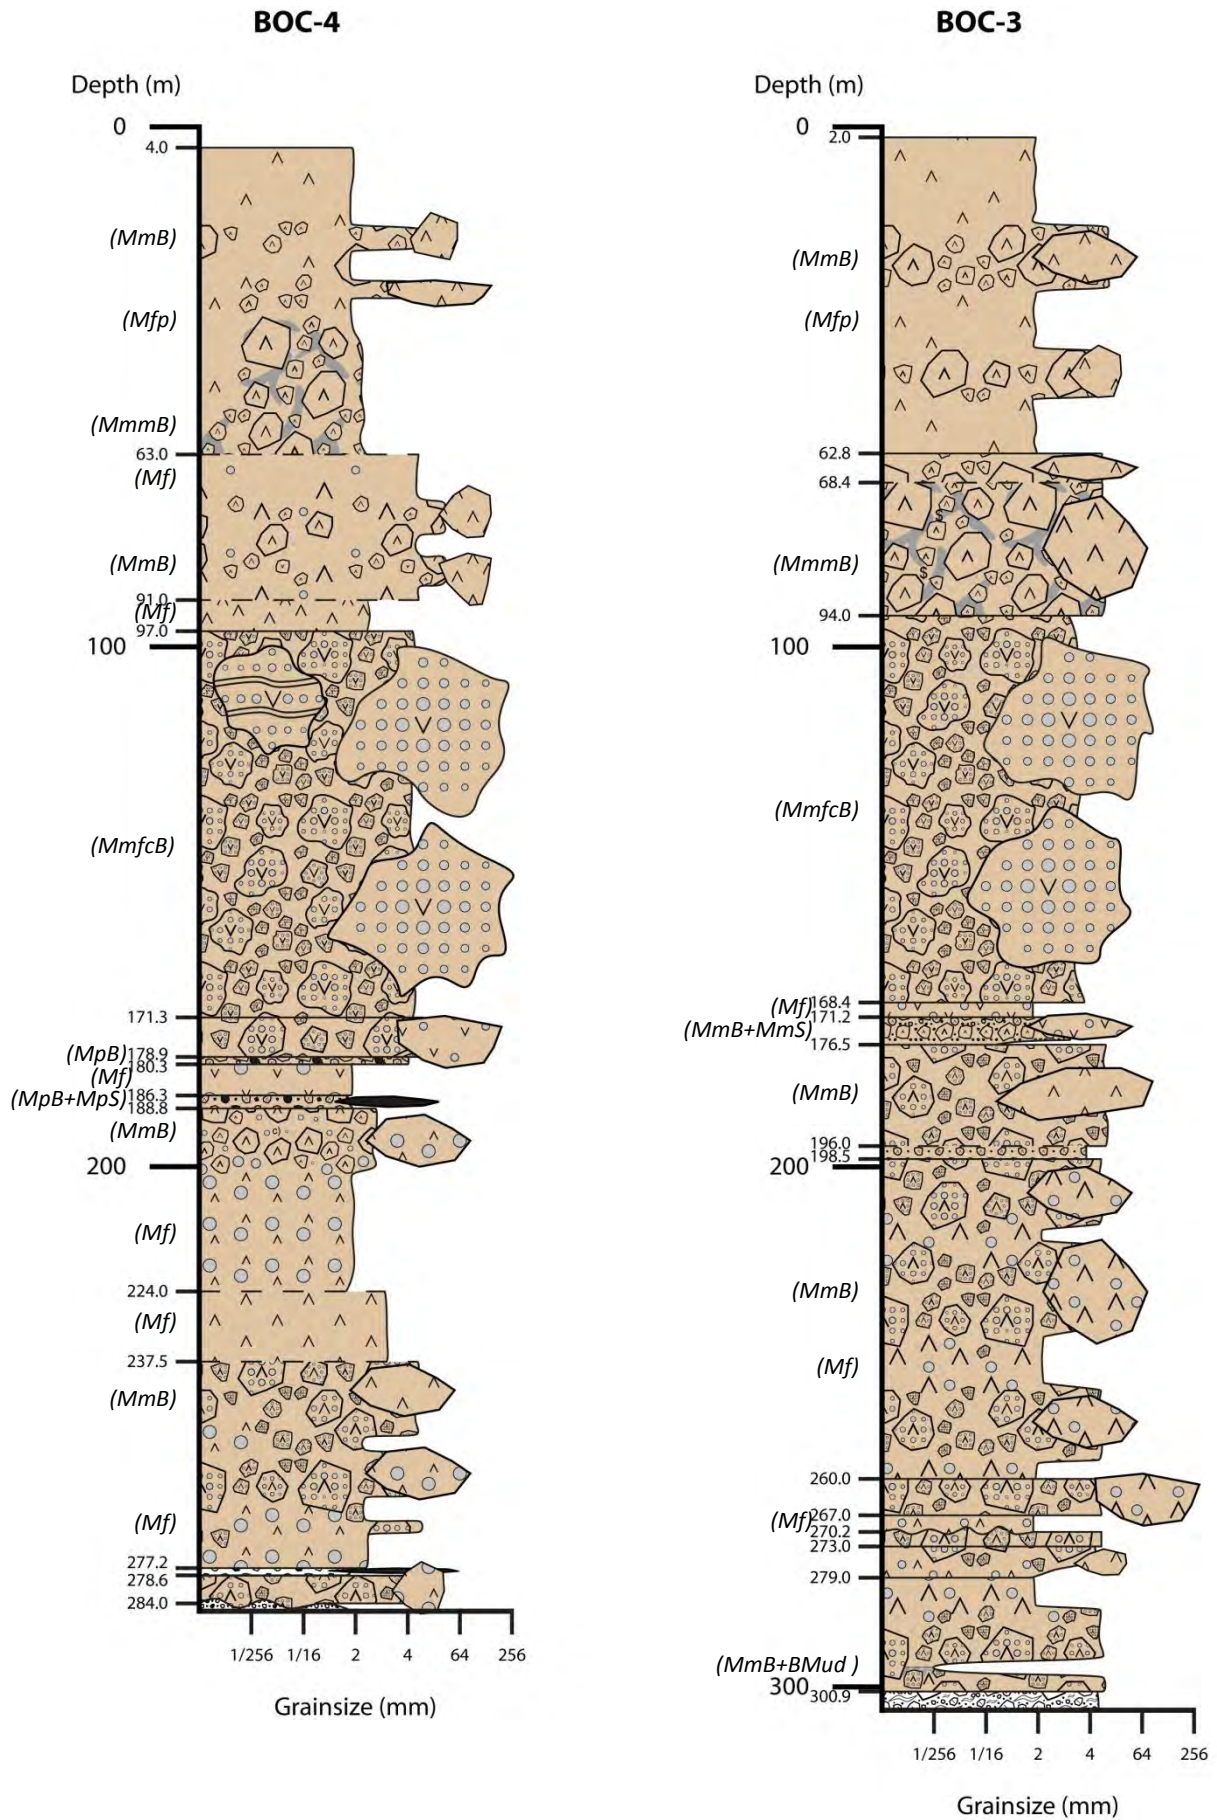 BOC-4
Depth (m)
0
4.0
(MmB)
(Mfp)
(MmmB)
63.0
(Mf)
(MmB)
91.0
(Mf)
97.0
100
(MmfcB)
171.3
(MpB)
178.9
180.3
(Mf)
186.3
(MpB+MpS)
188.8
(MmB)
200
(Mf)
224.0
(Mf)
237.5
(MmB)
(Mf)
277.2
278.6
284.0
1/256 1/16 2 4 64 256
Grainsize (mm)
BOC-3
Depth (m)
0
2.0
(MmB)
(Mfp)
62.8
68.4
$
(MmmB)
$
94.0
100
(MmfcB)
168.4
(Mf)
171.2
(MmB+MmS)
176.5
(MmB)
196.0
198.5
200
(MmB)
(Mf)
260.0
267.0
(Mf)
270.2
273.0
279.0
(MmB+BMud )
300
300.9
1/256 1/16 2 4 64 256
Grainsize (mm)